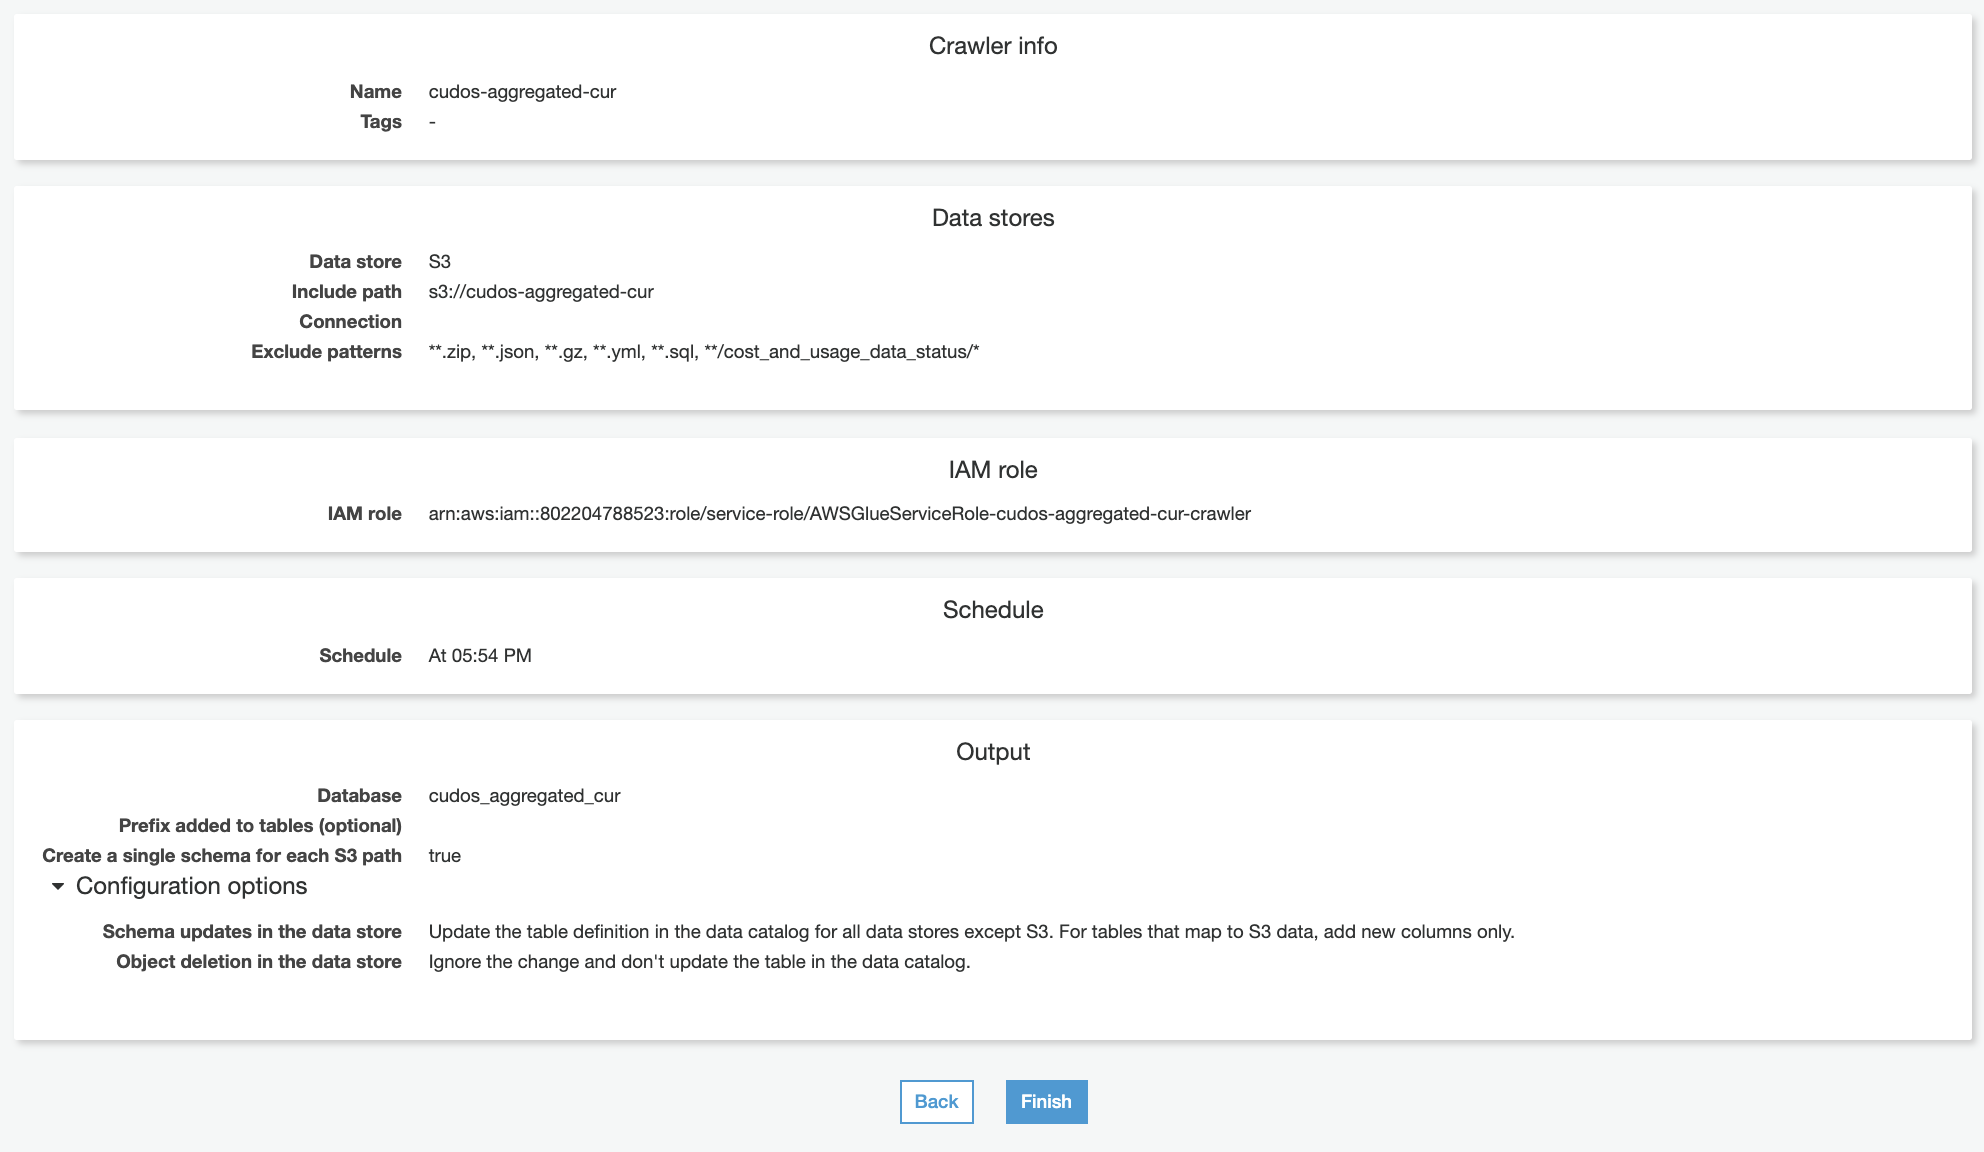 Crawler info
Name cudos-aggregated-cur
Tags -
Data stores
Data store S3
Include path s3://cudos-aggregated-cur
Connection
Exclude patterns **.zip, **.json, **.gz, **.yml, **.sql, **/cost_and_usage_data_status/*
IAM role
IAM role arn:aws:iam::802204788523:role/service-role/AWSGlueServiceRole-cudos-aggregated-cur-crawler
Schedule
Schedule At 05:54 PM
Output
Database cudos_aggregated_cur
Prefix added to tables (optional)
Create a single schema for each S3 path true
Configuration options
Schema updates in the data store Update the table definition in the data catalog for all data stores except S3. For tables that map to S3 data, add new columns only.
Object deletion in the data store Ignore the change and don't update the table in the data catalog.
Back Finish